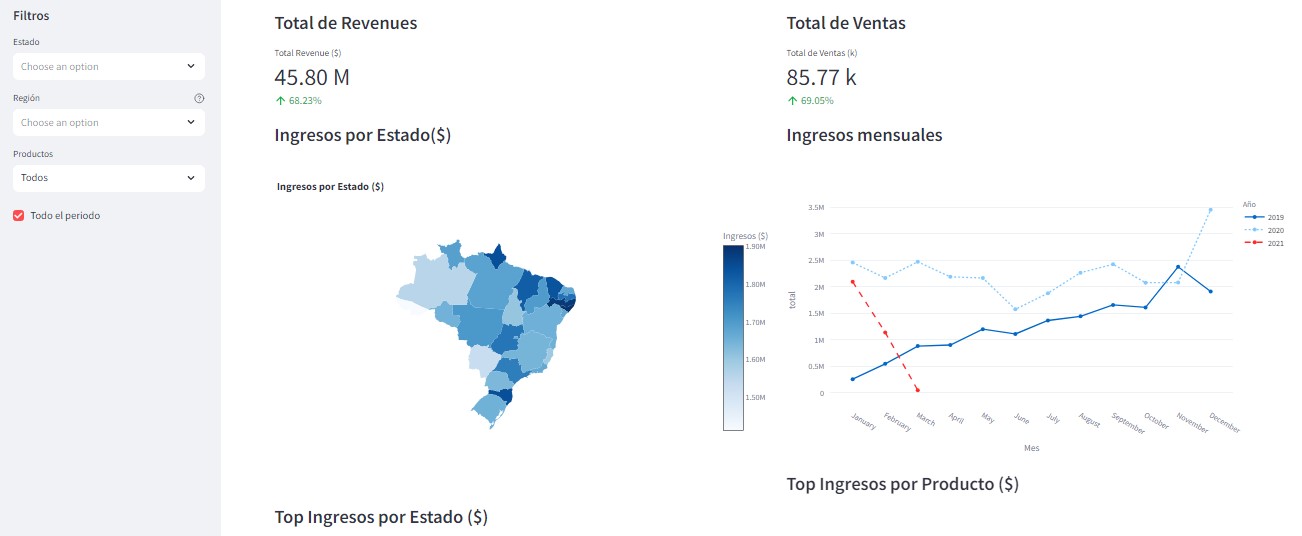 Filtros
Estado
Choose an option
Región
Choose an option
Productos
Todos
Todo el periodo
Total de Revenues
Total Revenue ($)
45.80 M
68.23%
Ingresos por Estado($)
Ingresos por Estado ($)
Ingresos ($)
1.90M
1.80M
1.70M
1.60M
1.50M
Top Ingresos por Estado ($)
Total de Ventas
Total de Ventas (k)
85.77 k
69.05%
Ingresos mensuales
3.5M
3M
2.5M
2M
1.5M
1M
0.5M
0
total
January
February
March
April
May
June
July
August
September
October
November
December
Mes
Año
2019
2020
2021
Top Ingresos por Producto ($)